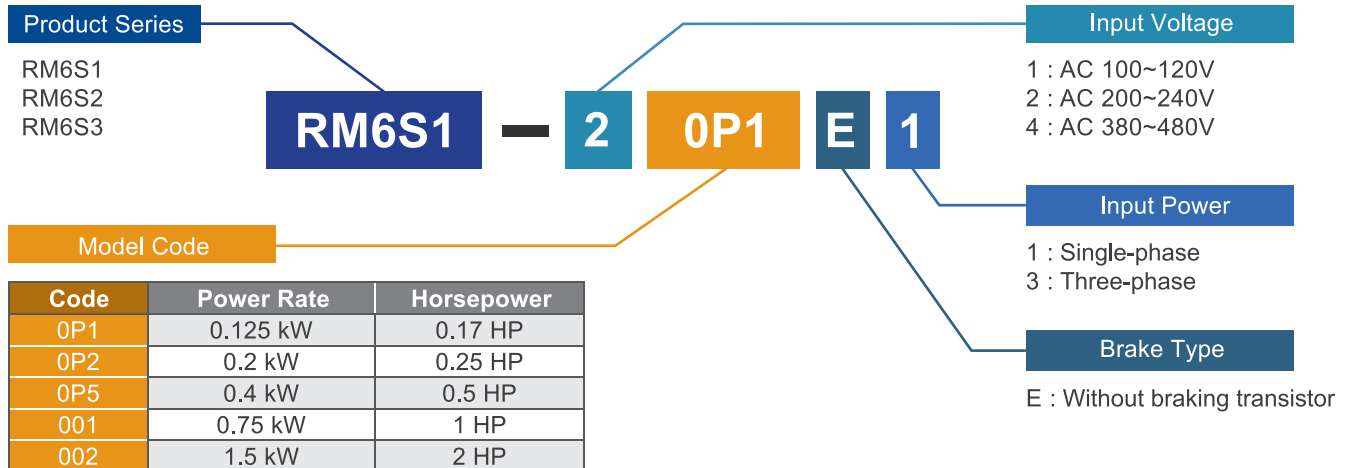 Product Series
RM6S1
RM6S2
RM6S3
RM6S1 - 2 0P1 E 1
Input Voltage
1 : AC 100~120V
2 : AC 200~240V
4 : AC 380~480V
Input Power
1 : Single-phase
3 : Three-phase
Brake Type
E : Without braking transistor
Model Code
Code Power Rate Horsepower
0P1 0.125 kW 0.17 HP
0P2 0.2 kW 0.25 HP
0P5 0.4 kW 0.5 HP
001 0.75 kW 1 HP
002 1.5 kW 2 HP